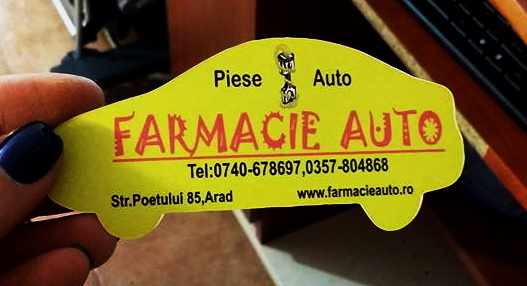 Piese Auto
FARMACIE AUTO
Tel:0740-678697,0357-804868
Str.Poetului 85,Arad www.farmacieauto.ro